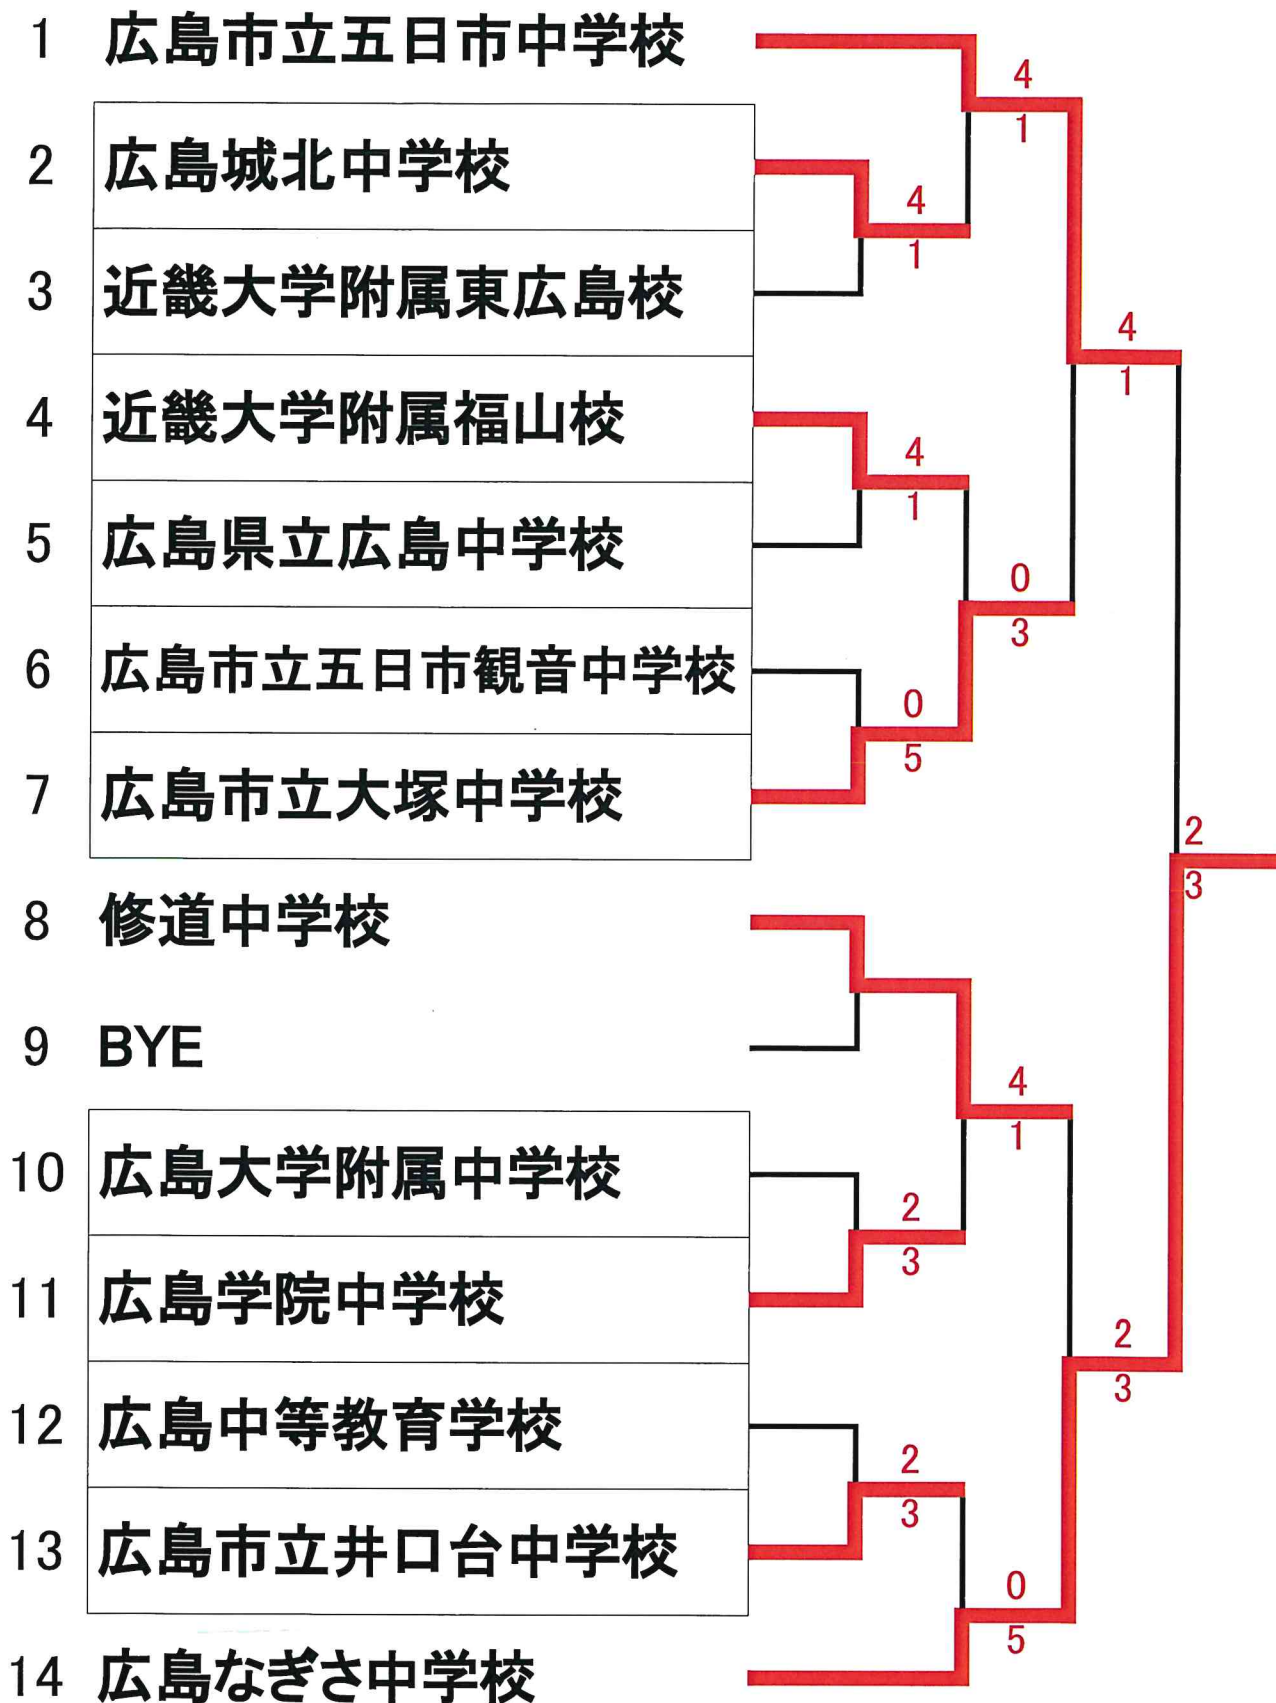 1 広島市立五日市中学校
4
1
2 広島城北中学校
4
1
3 近畿大学附属東広島校
4
1
4 近畿大学附属福山校
4
1
5 広島県立広島中学校
0
3
6 広島市立五日市観音中学校
0
5
7 広島市立大塚中学校
2
3
8 修道中学校
9 BYE
4
1
10 広島大学附属中学校
2
3
11 広島学院中学校
2
3
12 広島中等教育学校
2
3
13 広島市立井口台中学校
0
5
14 広島なぎさ中学校